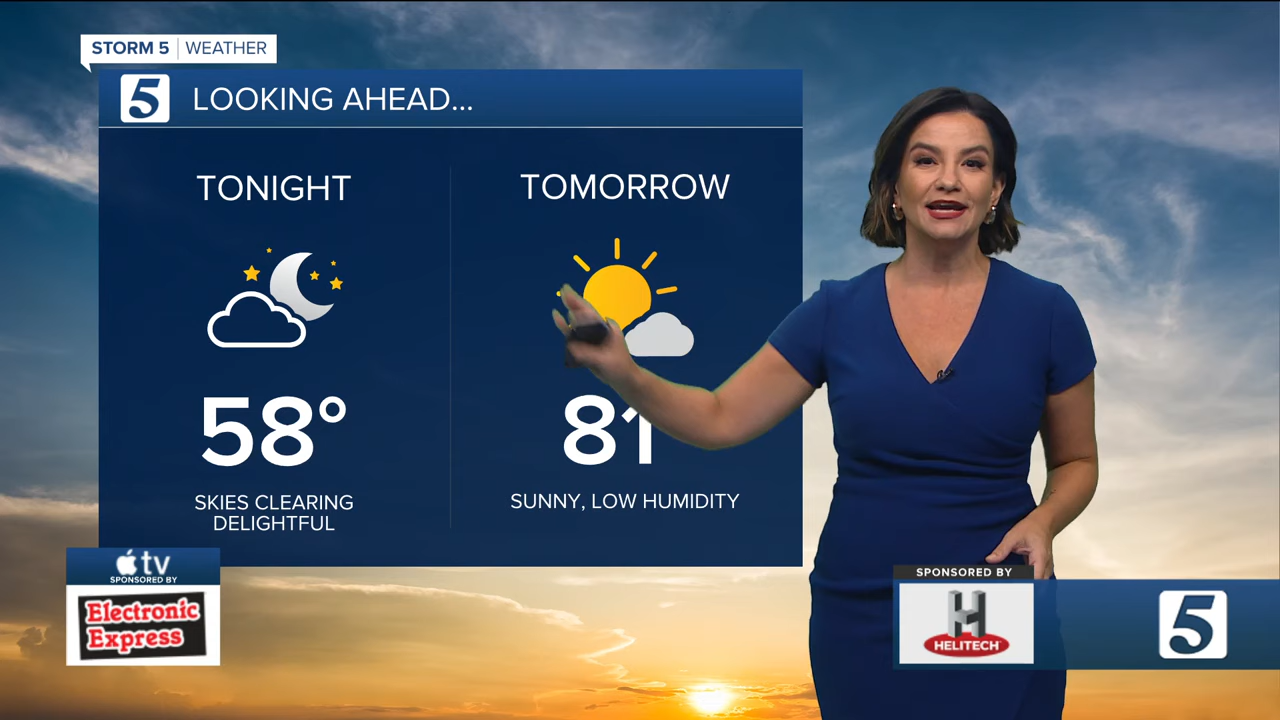 STORM 5 | WEATHER
5 LOOKING AHEAD...
TONIGHT
58°
SKIES CLEARING
DELIGHTFUL
TOMORROW
81
SUNNY, LOW HUMIDITY
tv
SPONSORED BY
Electronic
Express
SPONSORED BY
H
HELITECH
5